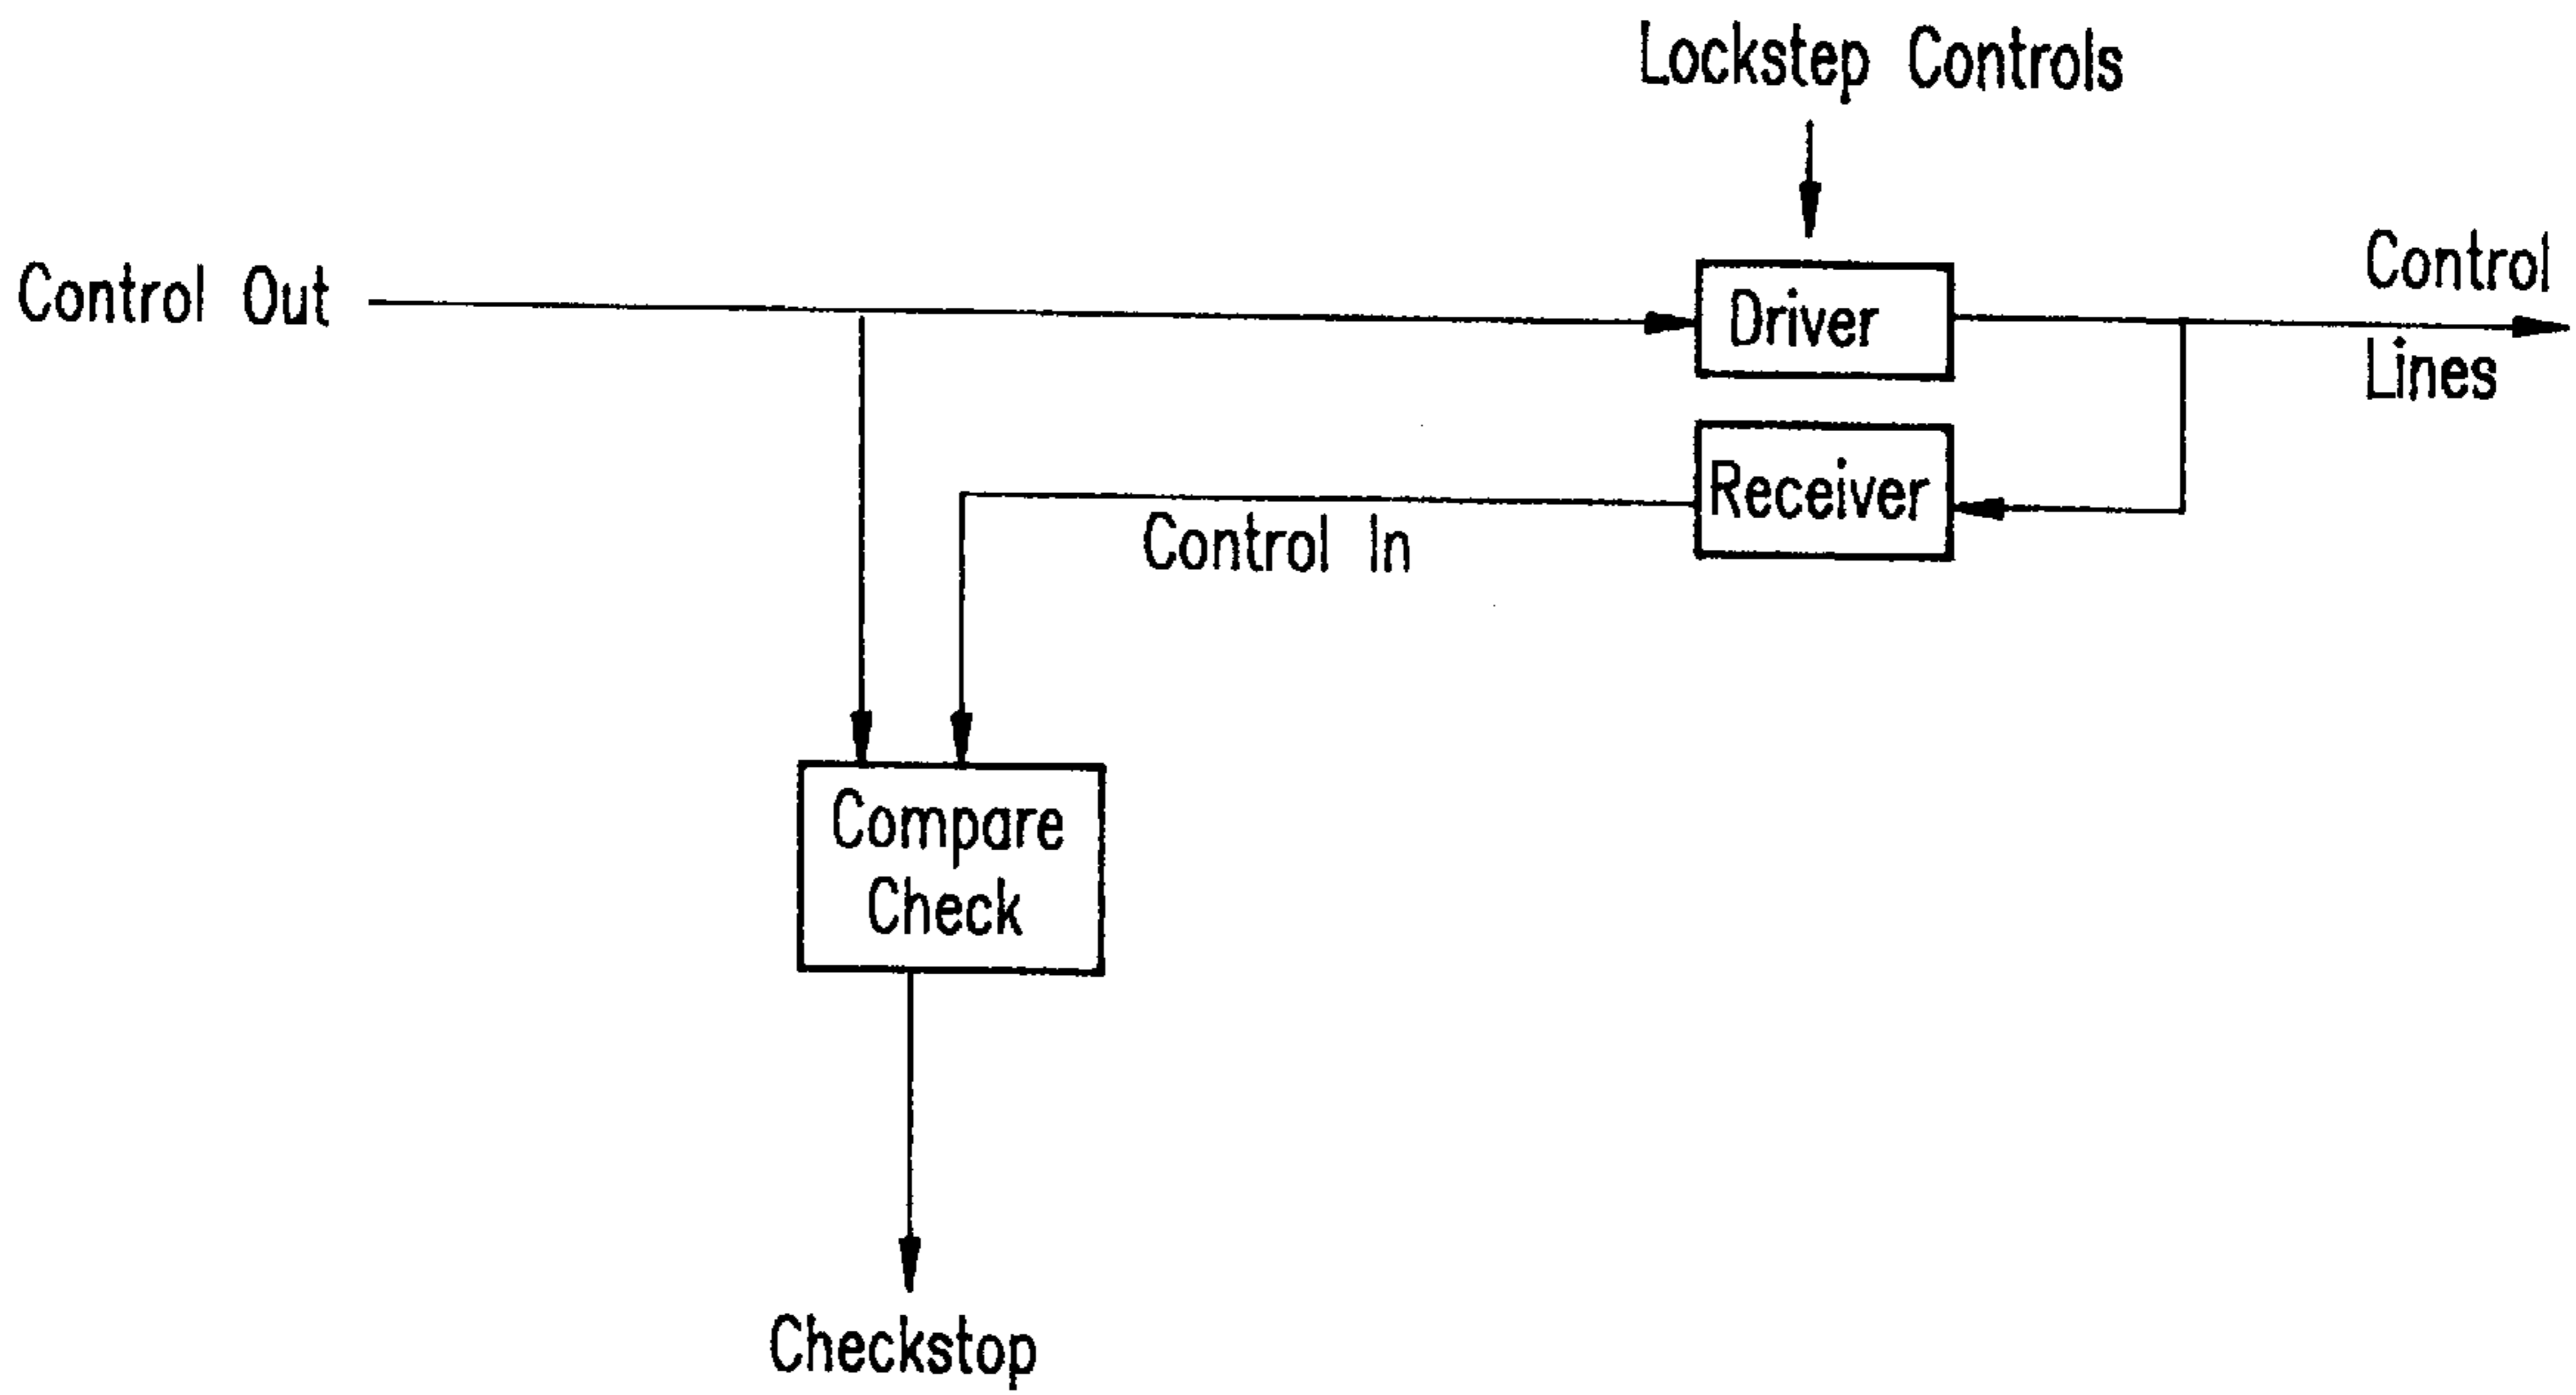 Lockstep Controls
Control Out
Driver
Control
Lines
Receiver
Control In
Compare
Check
Checkstop